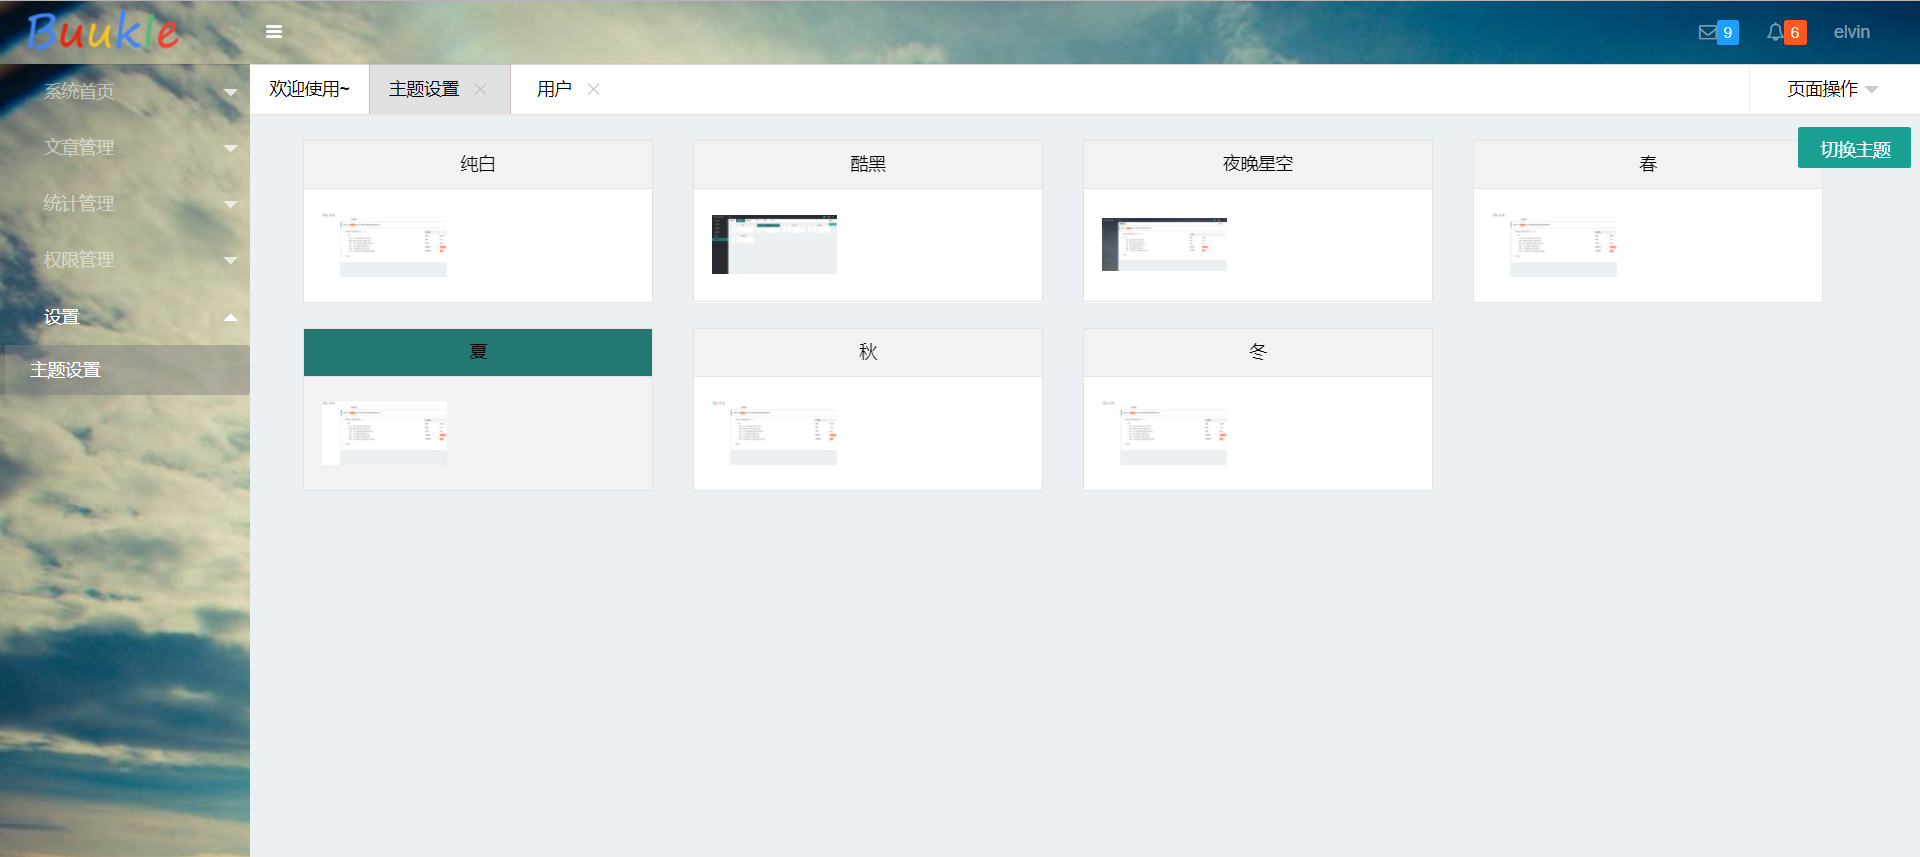 Buukle
9
6
elvin
系统首页
文章管理
统计管理
权限管理
设置
主题设置
欢迎使用~
主题设置
用户
页面操作
切换主题
纯白
酷黑
夜晚星空
春
夏
秋
冬